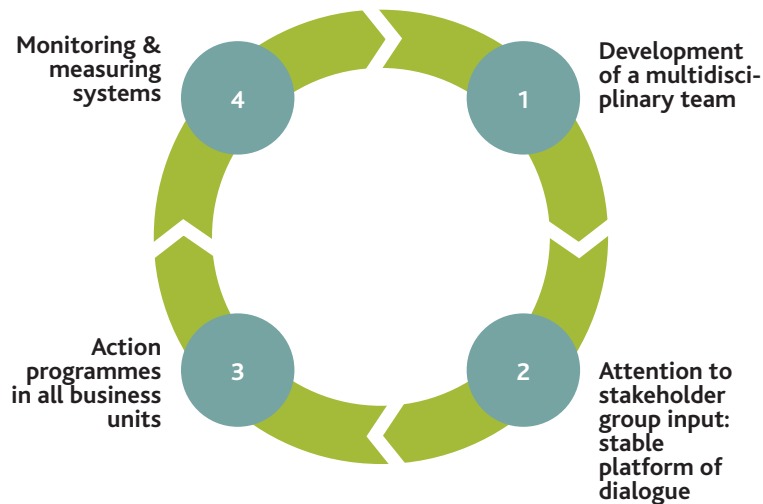 Monitoring &
measuring
systems
4
1
Development
of a multidisci-
plinary team
Action
programmes
in all business
units
3
2
Attention to
stakeholder
group input:
stable
platform of
dialogue